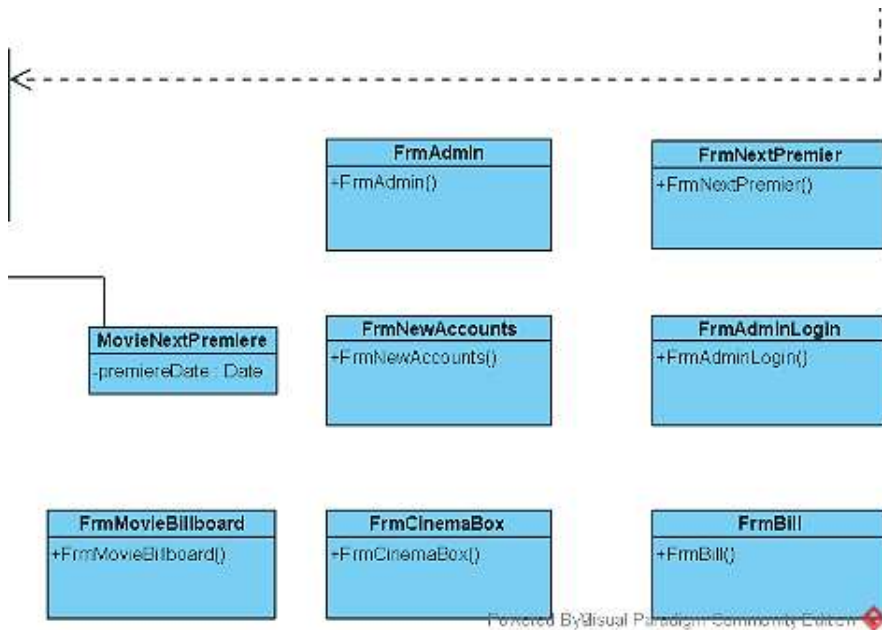 FrmAdmin
+FrmAdmin()
FrmNextPremier
+FrmNextPremier()
MovieNextPremiere
-premiereDate : Date
FrmNewAccounts
+FrmNewAccounts()
FrmAdminLogin
+FrmAdminLogin()
FrmMovieBillboard
+FrmMovieBillboard()
FrmCinemaBox
+FrmCinemaBox()
FrmBill
+FrmBill()
Powered By Visual Paradigm Community Edition